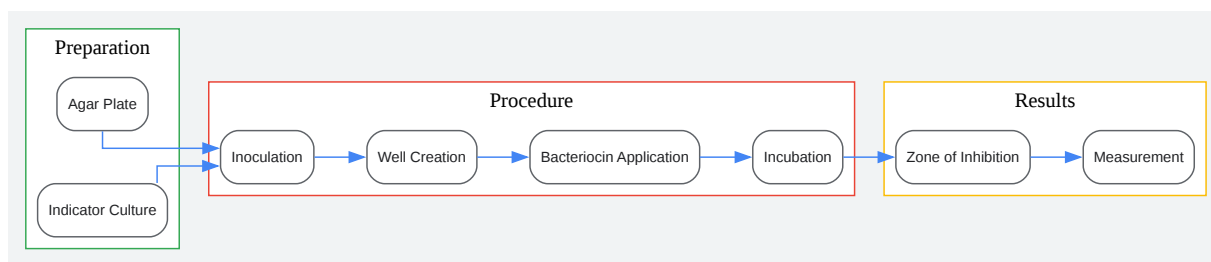 Preparation
Agar Plate
Indicator Culture
Procedure
Inoculation
Well Creation
Bacteriocin Application
Incubation
Results
Zone of Inhibition
Measurement